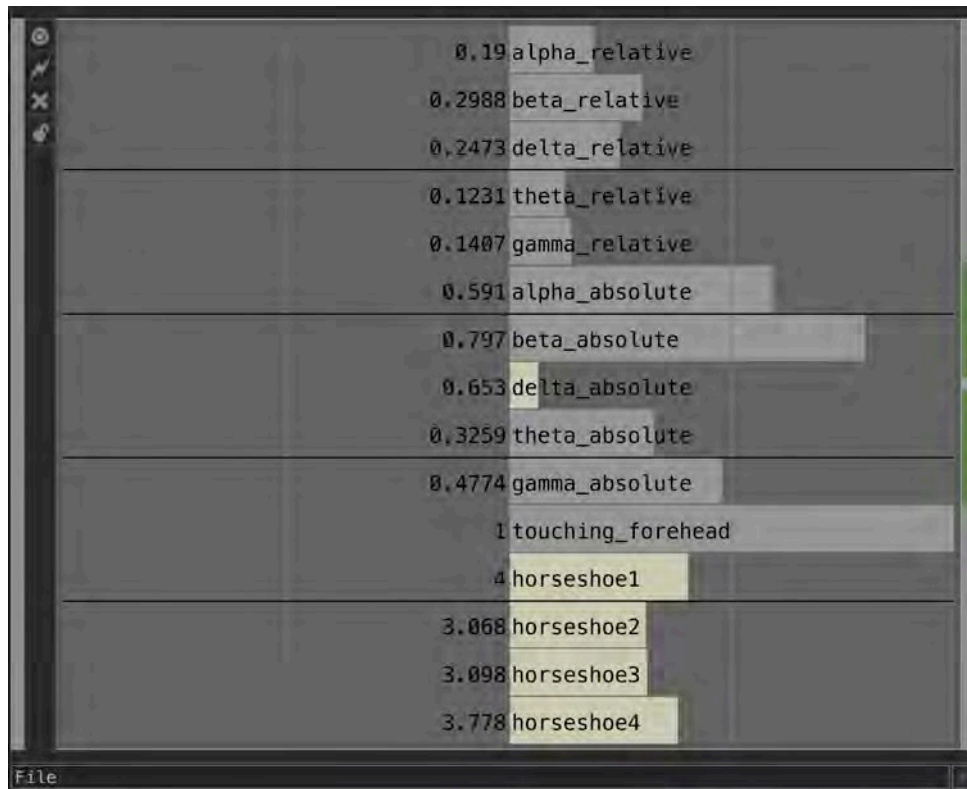 0.19 alpha_relative
0.2988 beta_relative
0.2473 delta_relative
0.1231 theta_relative
0.1407 gamma_relative
0.591 alpha_absolute
0.797 beta_absolute
0.653 delta_absolute
0.3259 theta_absolute
0.4774 gamma_absolute
1 touching_forehead
4 horseshoe1
3.068 horseshoe2
3.098 horseshoe3
3.778 horseshoe4
File